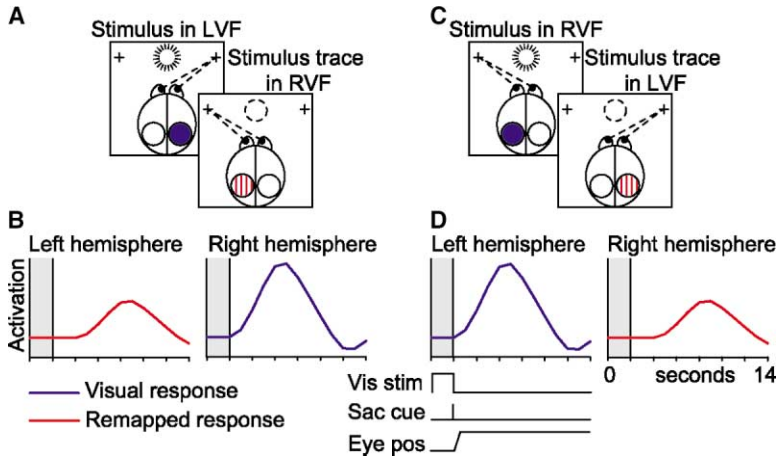 A
Stimulus in LVF
Stimulus trace
in RVF
C
Stimulus in RVF
Stimulus trace
in LVF
B
Left hemisphere
Right hemisphere
Activation
D
Left hemisphere
Right hemisphere
0 seconds 14
Visual response
Remapped response
Vis stim
Sac cue
Eye pos